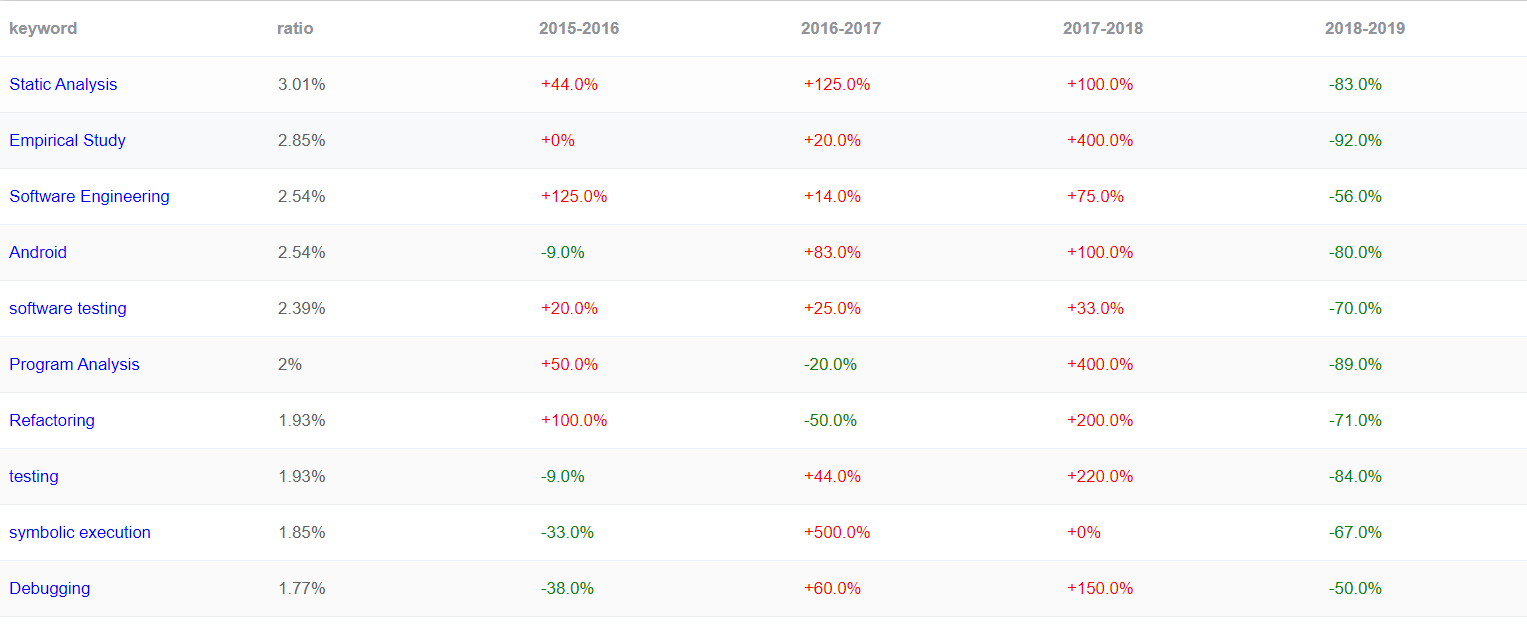 keyword ratio 2015-2016 2016-2017 2017-2018 2018-2019
Static Analysis 3.01% +44.0% +125.0% +100.0% -83.0%
Empirical Study 2.85% +0% +20.0% +400.0% -92.0%
Software Engineering 2.54% +125.0% +14.0% +75.0% -56.0%
Android 2.54% -9.0% +83.0% +100.0% -80.0%
software testing 2.39% +20.0% +25.0% +33.0% -70.0%
Program Analysis 2% +50.0% -20.0% +400.0% -89.0%
Refactoring 1.93% +100.0% -50.0% +200.0% -71.0%
testing 1.93% -9.0% +44.0% +220.0% -84.0%
symbolic execution 1.85% -33.0% +500.0% +0% -67.0%
Debugging 1.77% -38.0% +60.0% +150.0% -50.0%